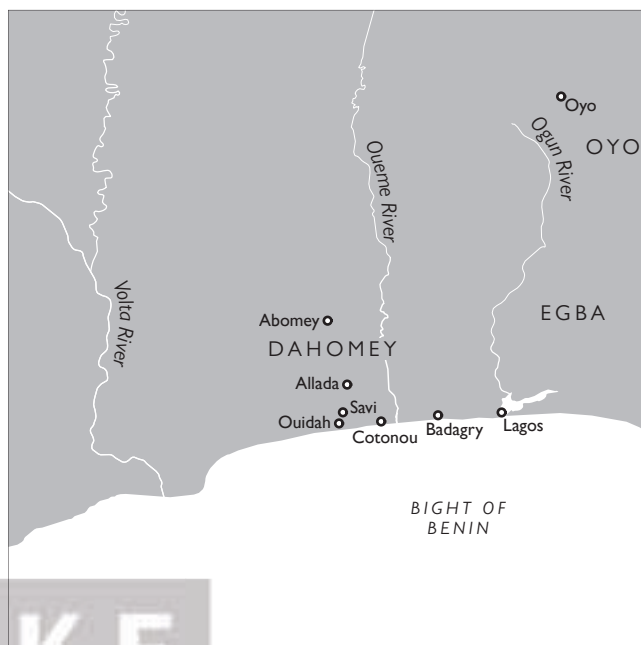 Oyo
OYO
Ogun River
Oueme River
Volta River
EGBA
Abomey
DAHOMEY
Allada
Savi
Ouidah
Cotonou
Badagry
Lagos
BIGHT OF
BENIN
KE